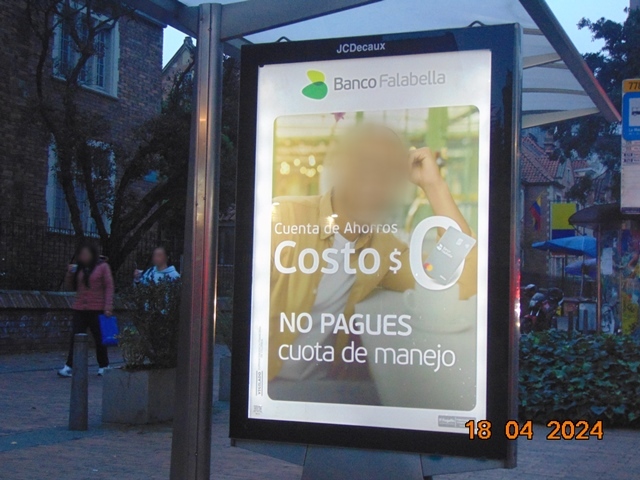 JCDecaux
Banco Falabella
Cuenta de Ahorros
Costo $0
NO PAGUES
cuota de manejo
18 04 2024